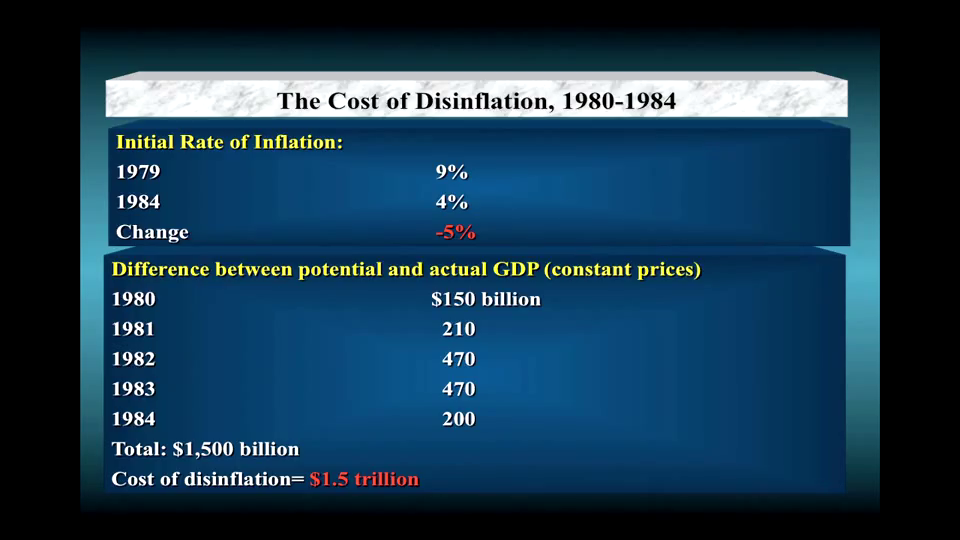 The Cost of Disinflation, 1980-1984
Initial Rate of Inflation:
1979 9%
1984 4%
Change -5%
Difference between potential and actual GDP (constant prices)
1980 $150 billion
1981 210
1982 470
1983 470
1984 200
Total: $1,500 billion
Cost of disinflation= $1.5 trillion